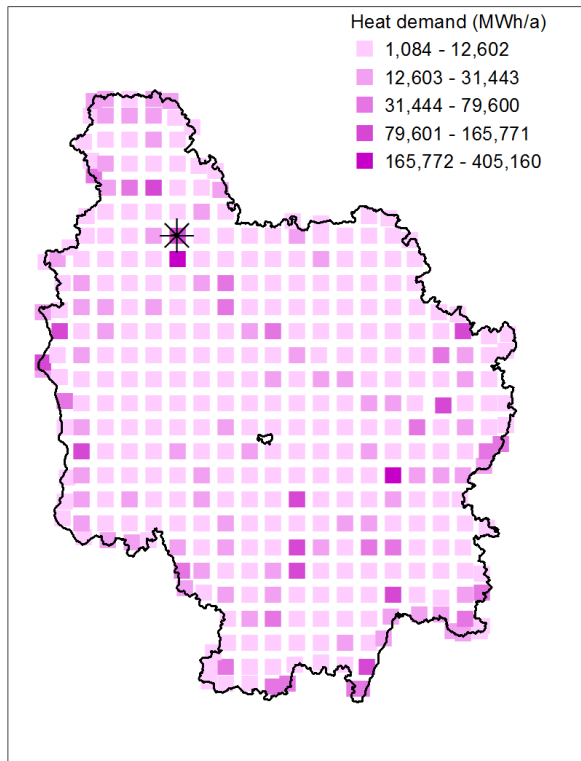 Heat demand (MWh/a)
1,084 - 12,602
12,603 - 31,443
31,444 - 79,600
79,601 - 165,771
165,772 - 405,160